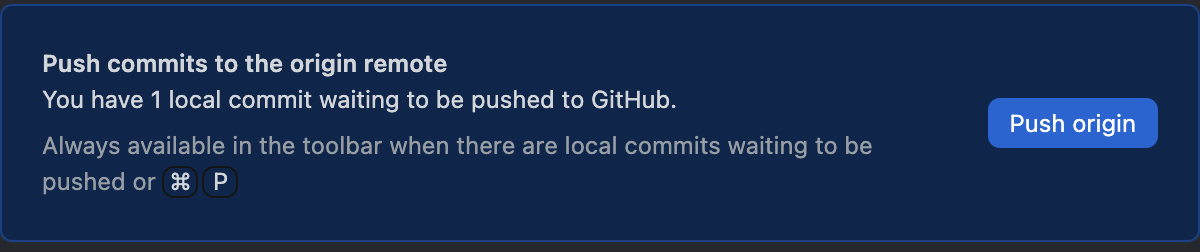 Push commits to the origin remote
You have 1 local commit waiting to be pushed to GitHub.
Always available in the toolbar when there are local commits waiting to be
pushed or ⌘ P
Push origin